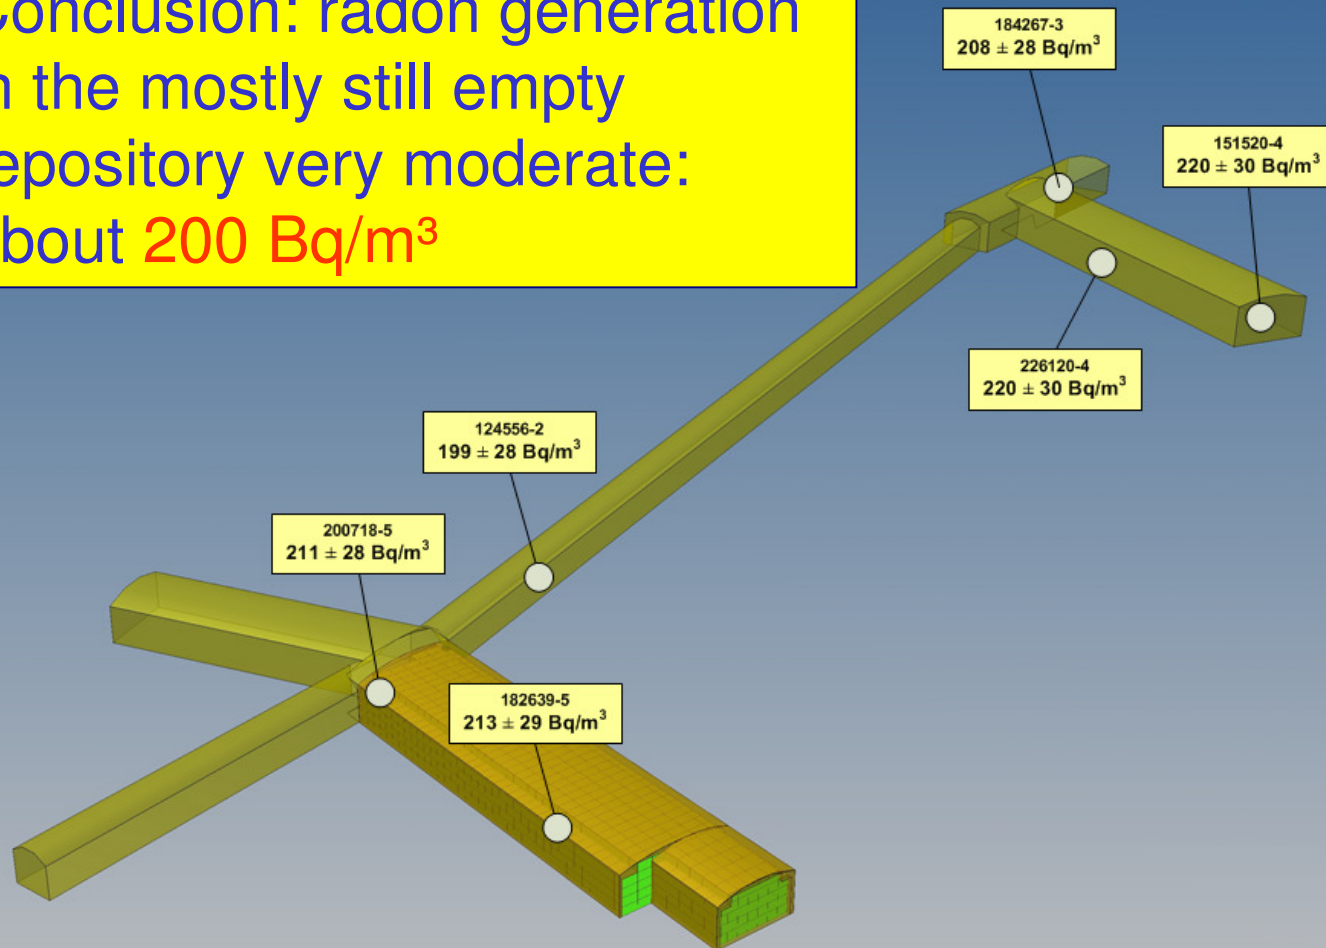 onclusion: radon generation
n the mostly still empty
epository very moderate:
bout 200 Bq/m³
184267-3
208 ± 28 Bq/m³
151520-4
220 ± 30 Bq/m³
226120-4
220 ± 30 Bq/m³
124556-2
199 ± 28 Bq/m³
200718-5
211 ± 28 Bq/m³
182639-5
213 ± 29 Bq/m³